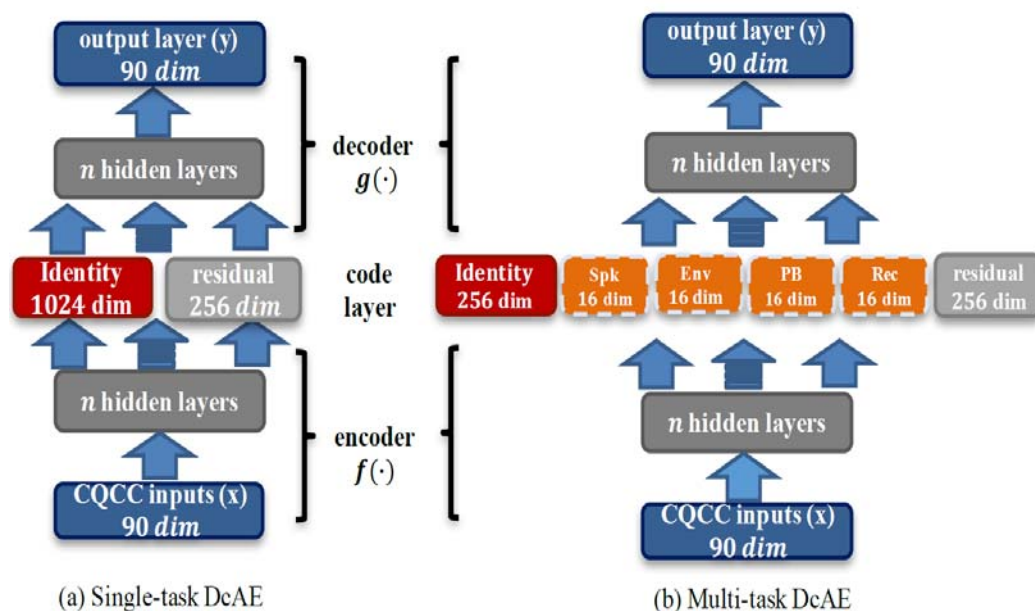 output layer (y)
90 dim
n hidden layers
Identity
1024 dim
residual
256 dim
n hidden layers
CQCC inputs (x)
90 dim
(a) Single-task DcAE
decoder
g(·)
code
layer
encoder
f(·)
output layer (y)
90 dim
n hidden layers
Identity
256 dim
Spk
16 dim
Env
16 dim
PB
16 dim
Rec
16 dim
residual
256 dim
n hidden layers
CQCC inputs (x)
90 dim
(b) Multi-task DcAE